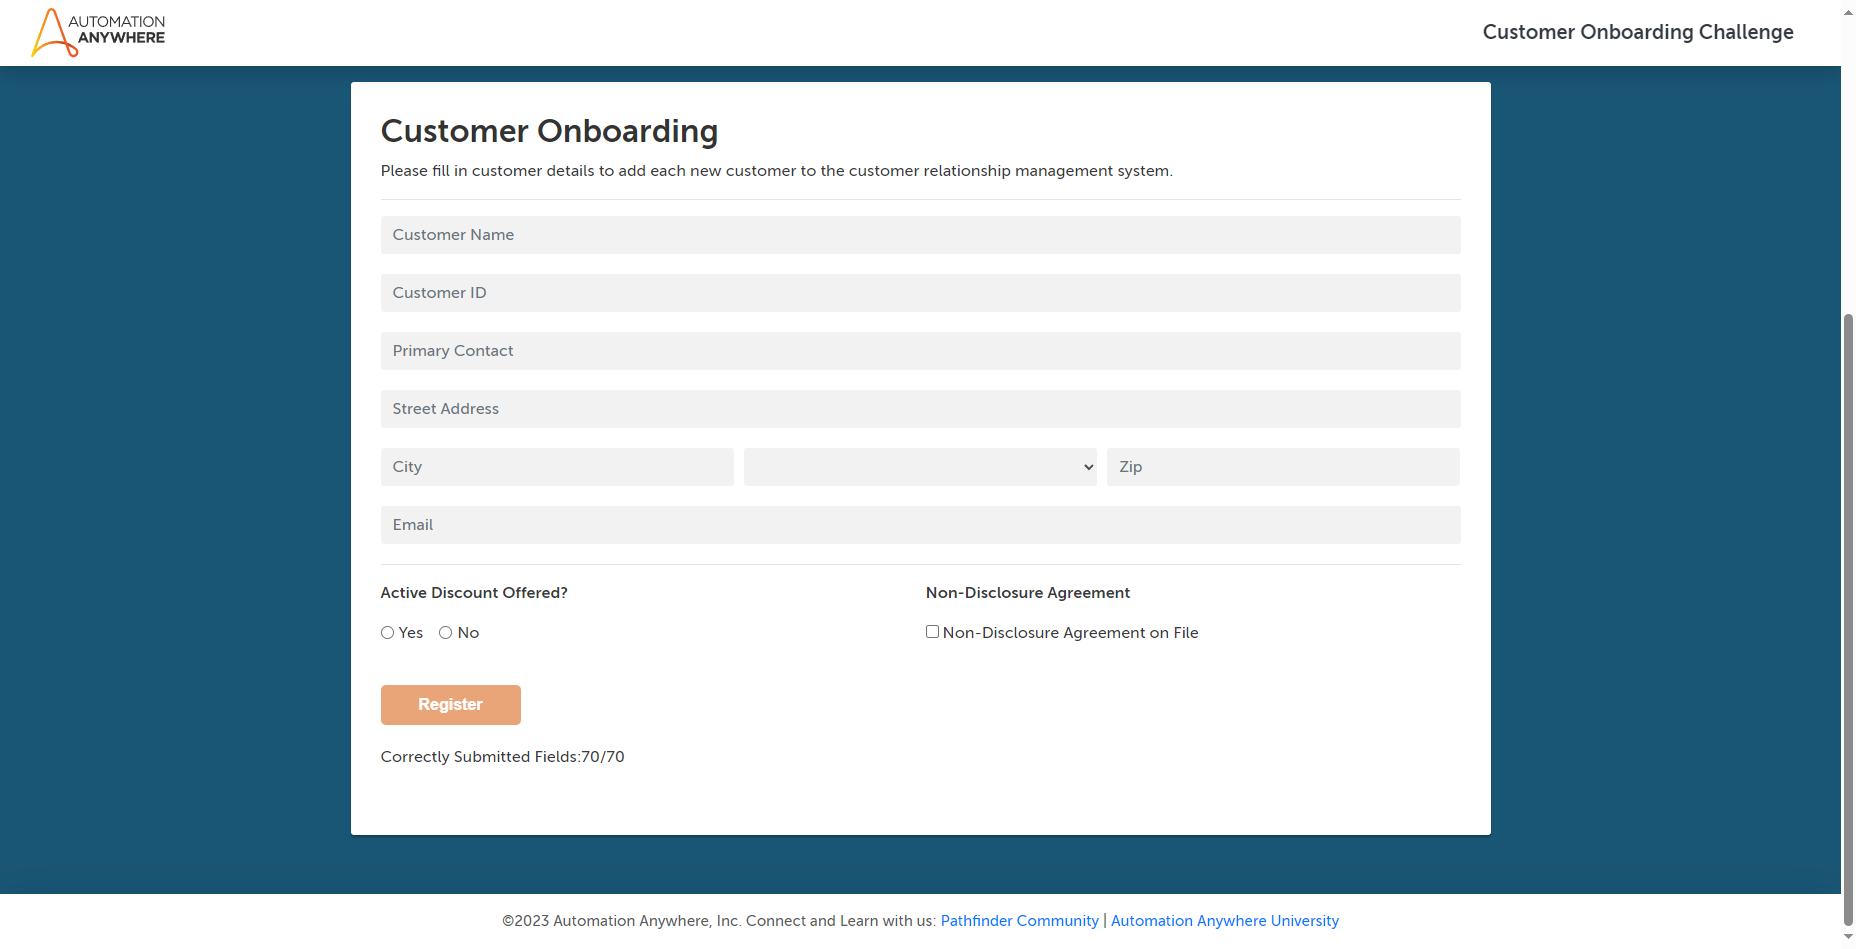 AUTOMATION
ANYWHERE
Customer Onboarding Challenge
Customer Onboarding
Please fill in customer details to add each new customer to the customer relationship management system.
Customer Name
Customer ID
Primary Contact
Street Address
City Zip
Email
Active Discount Offered? Non-Disclosure Agreement
Yes No Non-Disclosure Agreement on File
Register
Correctly Submitted Fields:70/70
©2023 Automation Anywhere, Inc. Connect and Learn with us: Pathfinder Community | Automation Anywhere University